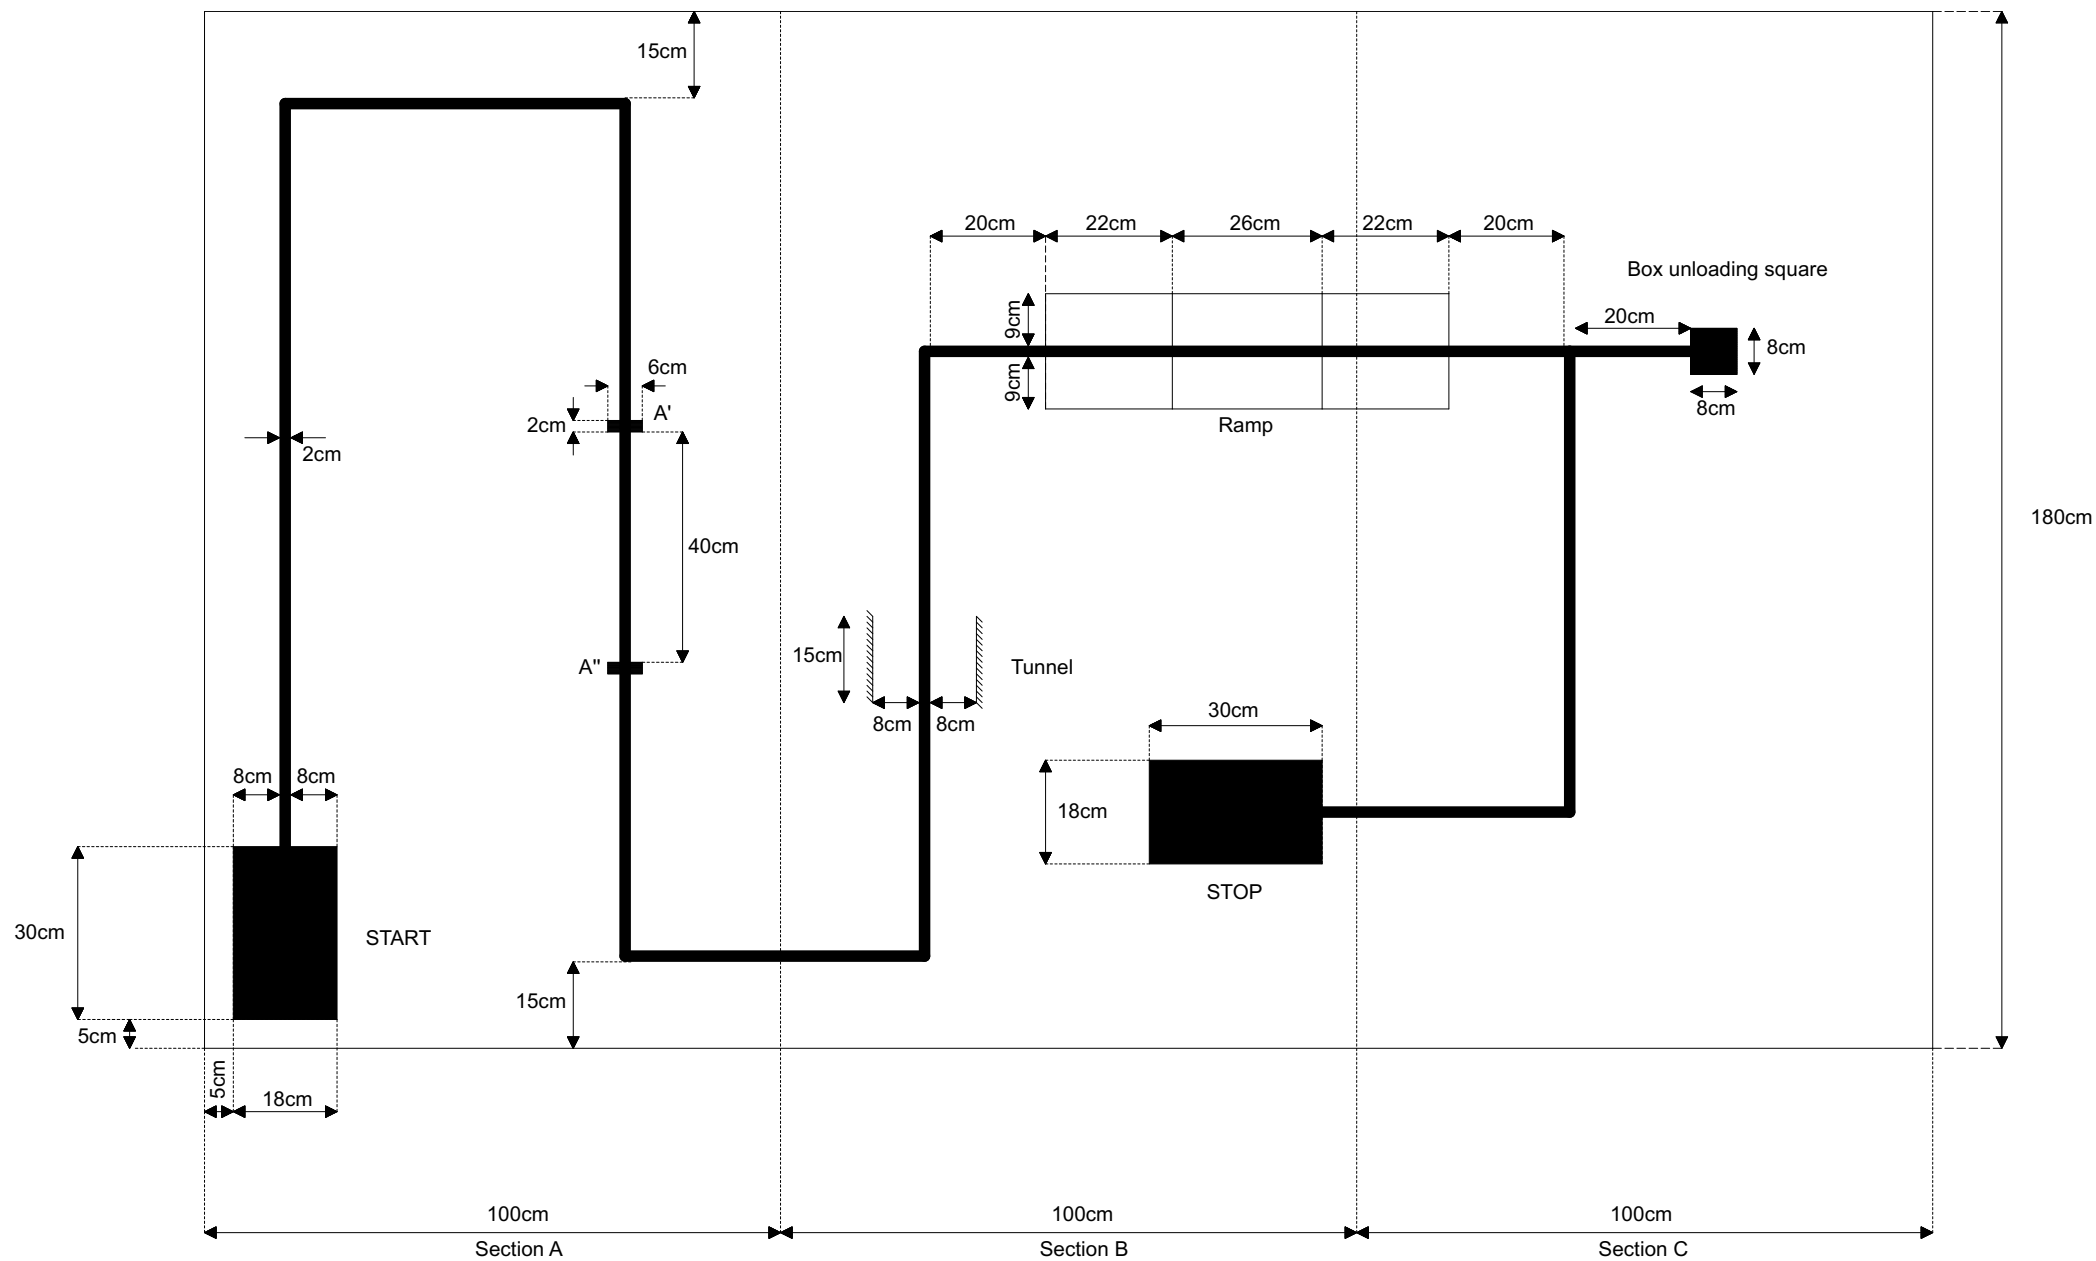 15cm
20cm
22cm
26cm
22cm
20cm
Box unloading square
9cm
20cm
8cm
6cm
9cm
8cm
A'
2cm
Ramp
2cm
180cm
40cm
15cm
A"
Tunnel
8cm
8cm
30cm
8cm
8cm
18cm
STOP
30cm
START
15cm
5cm
5cm
18cm
100cm
100cm
100cm
Section A
Section B
Section C